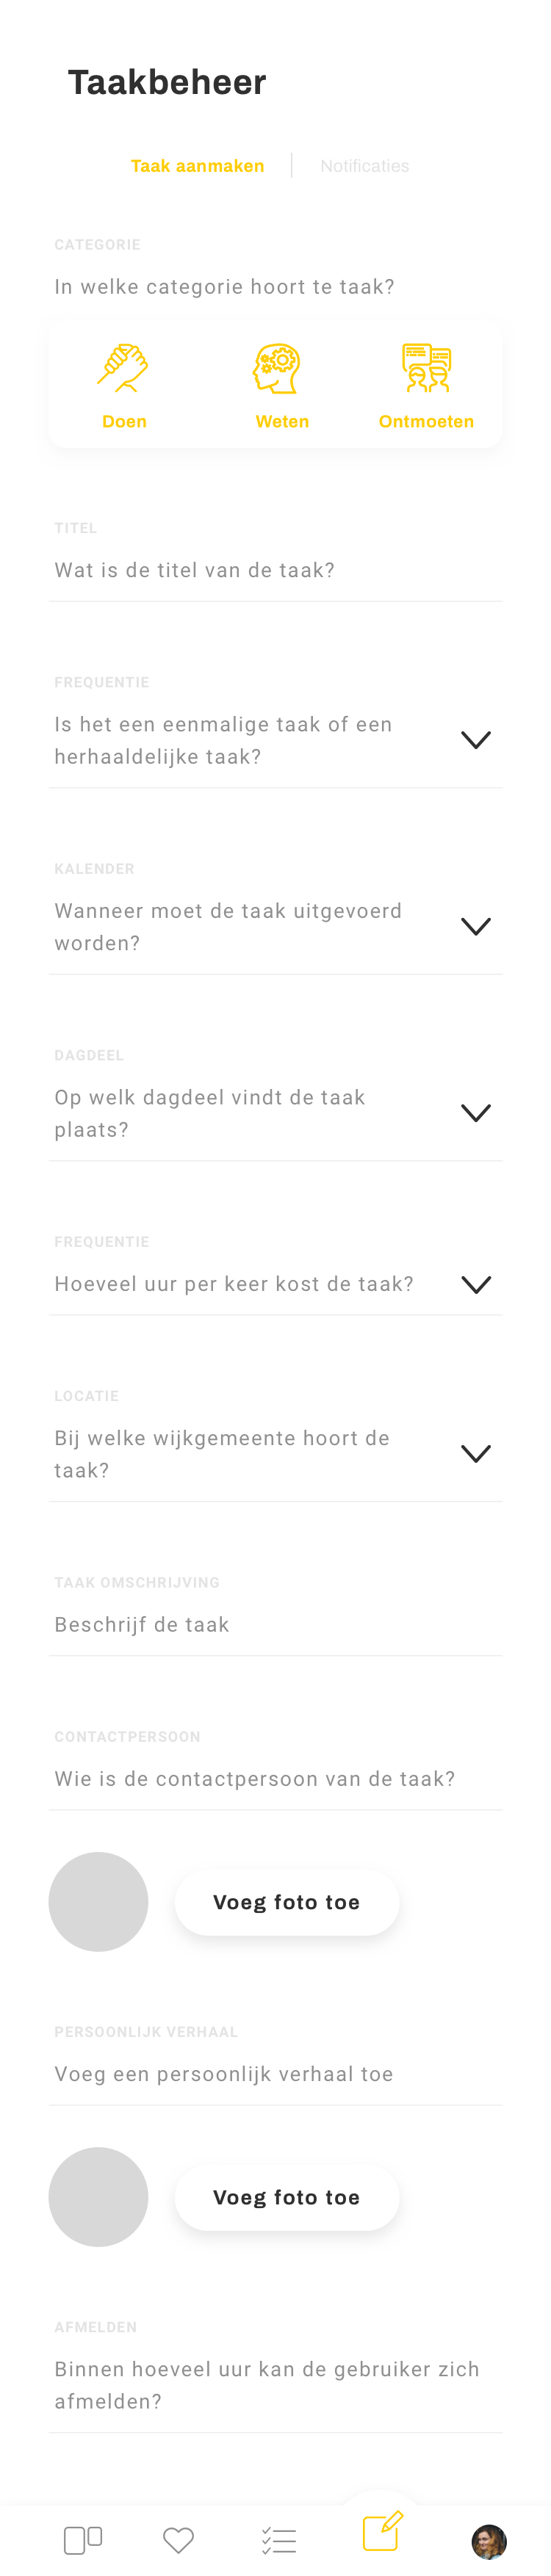 Taakbeheer
Taak aanmaken
Notificaties
CATEGORIE
In welke categorie hoort te taak?
Doen
Weten
Ontmoeten
TITEL
Wat is de titel van de taak?
FREQUENTIE
Is het een eenmalige taak of een
herhaaldelijke taak?
KALENDER
Wanneer moet de taak uitgevoerd
worden?
DAGDEEL
Op welk dagdeel vindt de taak
plaats?
FREQUENTIE
Hoeveel uur per keer kost de taak?
LOCATIE
Bij welke wijkgemeente hoort de
taak?
TAAK OMSCHRIJVING
Beschrijf de taak
CONTACTPERSOON
Wie is de contactpersoon van de taak?
Voeg foto toe
PERSOONLIJK VERHAAL
Voeg een persoonlijk verhaal toe
Voeg foto toe
AFMELDEN
Binnen hoeveel uur kan de gebruiker zich
afmelden?